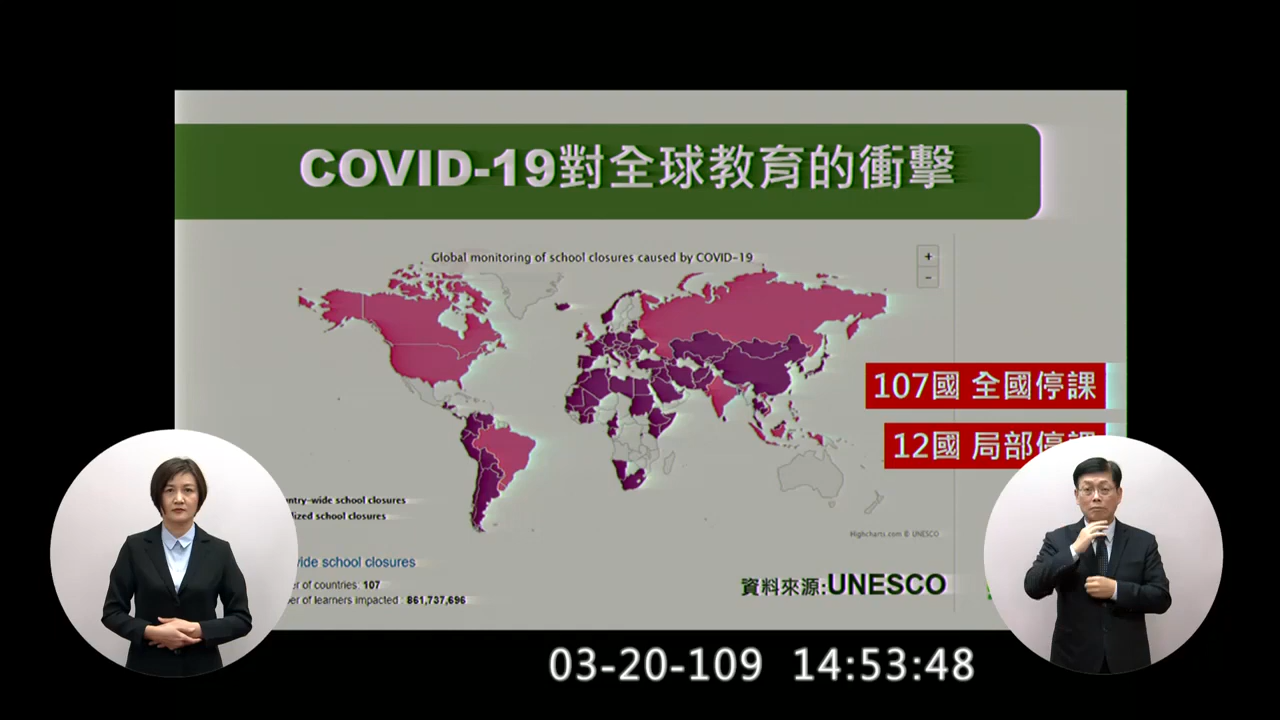 COVID-19對全球教育的衝擊
Global monitoring of school closures caused by COVID-19
+
-
107國 全國停課
12國 局部停課
ntry-wide school closures
lized school closures
Highcharts.com © UNESCO
wide school closures
er of countries: 107
er of learners impacted : 861,737,696
資料來源:UNESCO
03-20-109 14:53:48